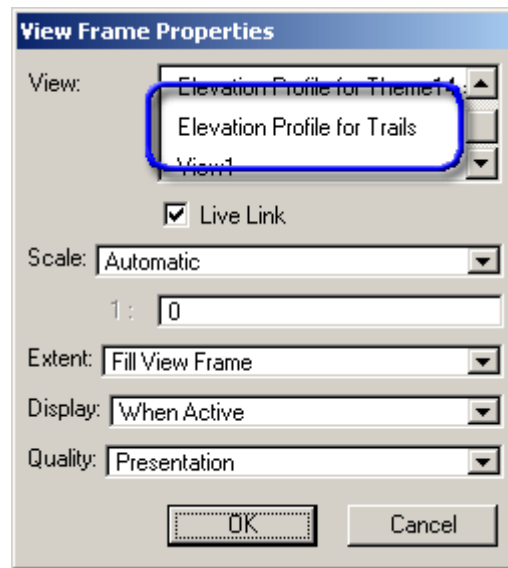 View Frame Properties
View:
Elevation Profile for Theme14
Elevation Profile for Trails
View1
Live Link
Scale: Automatic
1 : 0
Extent: Fill View Frame
Display: When Active
Quality: Presentation
OK Cancel